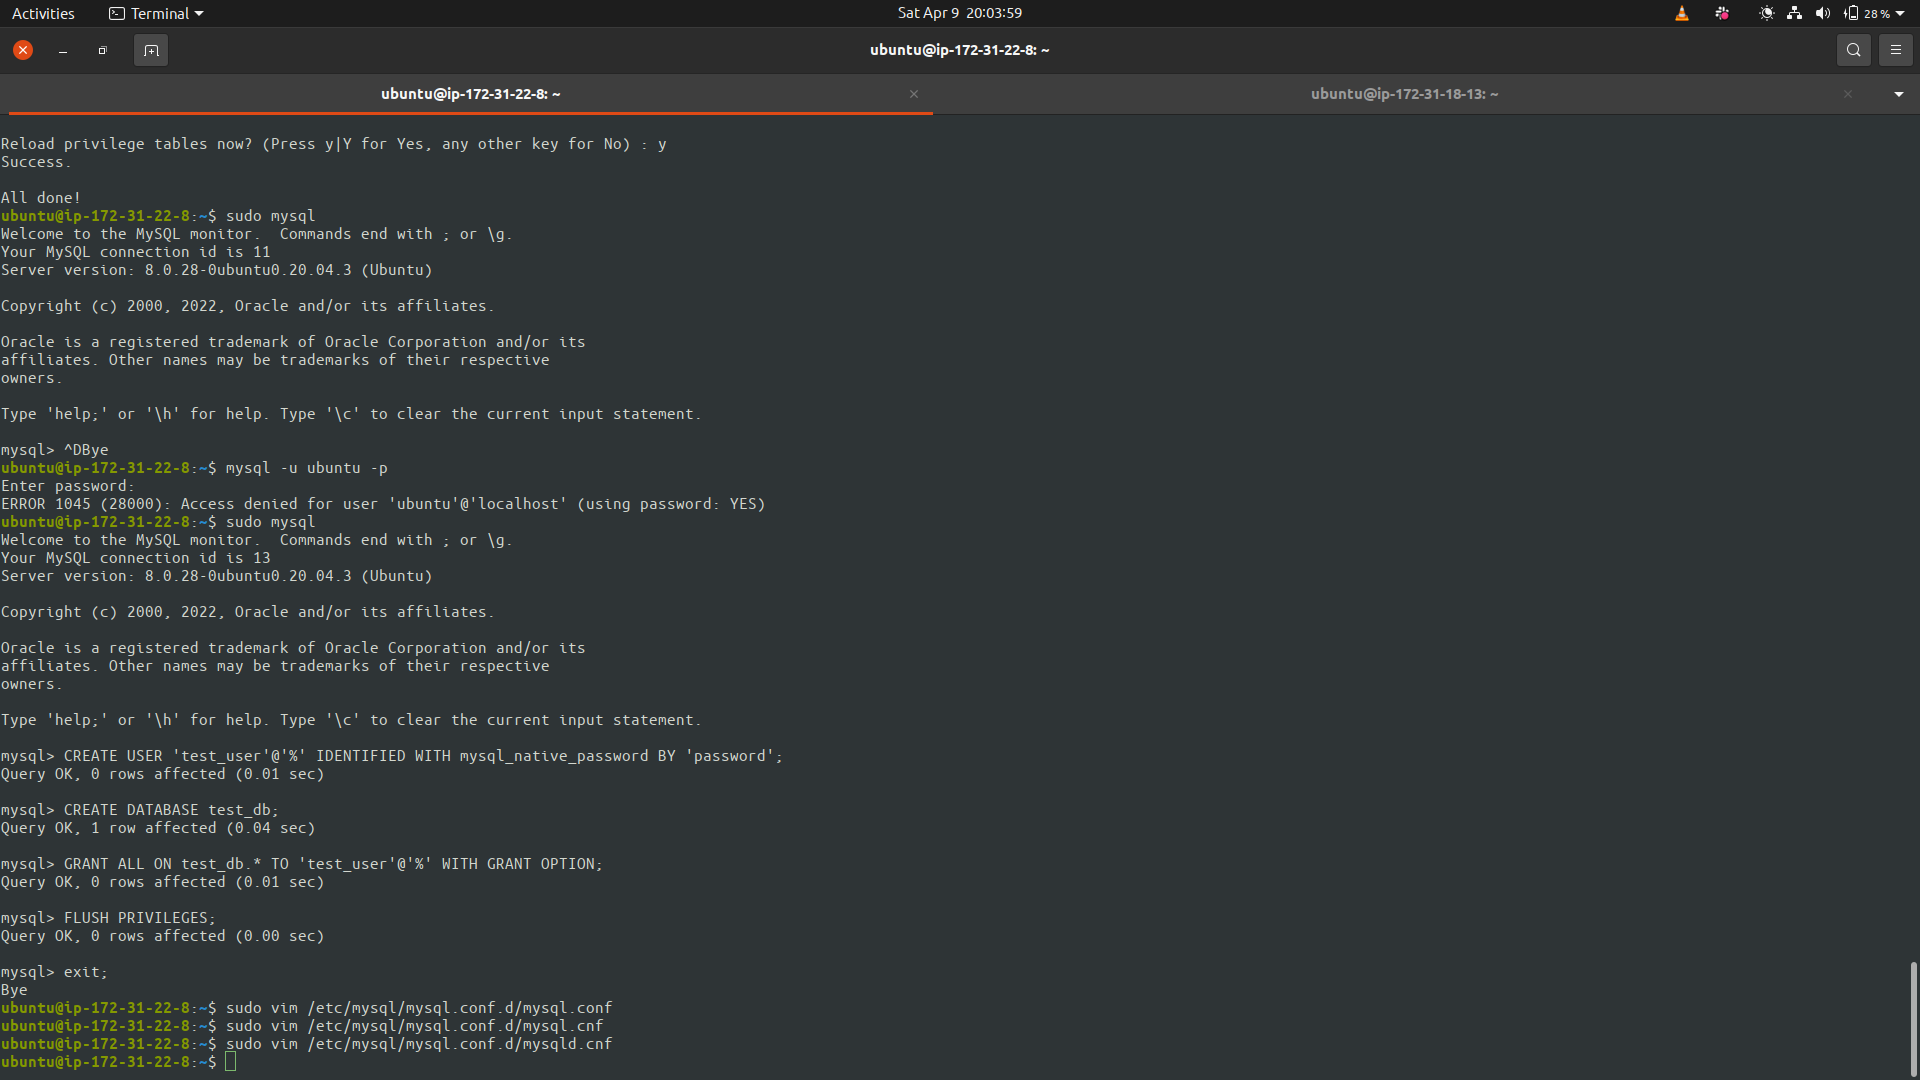 Activities Terminal Sat Apr 9 20:03:59 28 %
ubuntu@ip-172-31-22-8: ~
ubuntu@ip-172-31-22-8: ~ ubuntu@ip-172-31-18-13: ~
Reload privilege tables now? (Press y|Y for Yes, any other key for No) : y
Success.
All done!
ubuntu@ip-172-31-22-8:~$ sudo mysql
Welcome to the MySQL monitor.  Commands end with ; or \g.
Your MySQL connection id is 11
Server version: 8.0.28-0ubuntu0.20.04.3 (Ubuntu)
Copyright (c) 2000, 2022, Oracle and/or its affiliates.
Oracle is a registered trademark of Oracle Corporation and/or its
affiliates. Other names may be trademarks of their respective
owners.
Type 'help;' or '\h' for help. Type '\c' to clear the current input statement.
mysql> ^DBye
ubuntu@ip-172-31-22-8:~$ mysql -u ubuntu -p
Enter password:
ERROR 1045 (28000): Access denied for user 'ubuntu'@'localhost' (using password: YES)
ubuntu@ip-172-31-22-8:~$ sudo mysql
Welcome to the MySQL monitor.  Commands end with ; or \g.
Your MySQL connection id is 13
Server version: 8.0.28-0ubuntu0.20.04.3 (Ubuntu)
Copyright (c) 2000, 2022, Oracle and/or its affiliates.
Oracle is a registered trademark of Oracle Corporation and/or its
affiliates. Other names may be trademarks of their respective
owners.
Type 'help;' or '\h' for help. Type '\c' to clear the current input statement.
mysql> CREATE USER 'test_user'@'%' IDENTIFIED WITH mysql_native_password BY 'password';
Query OK, 0 rows affected (0.01 sec)
mysql> CREATE DATABASE test_db;
Query OK, 1 row affected (0.04 sec)
mysql> GRANT ALL ON test_db.* TO 'test_user'@'%' WITH GRANT OPTION;
Query OK, 0 rows affected (0.01 sec)
mysql> FLUSH PRIVILEGES;
Query OK, 0 rows affected (0.00 sec)
mysql> exit;
Bye
ubuntu@ip-172-31-22-8:~$ sudo vim /etc/mysql/mysql.conf.d/mysql.conf
ubuntu@ip-172-31-22-8:~$ sudo vim /etc/mysql/mysql.conf.d/mysql.cnf
ubuntu@ip-172-31-22-8:~$ sudo vim /etc/mysql/mysql.conf.d/mysqld.cnf
ubuntu@ip-172-31-22-8:~$